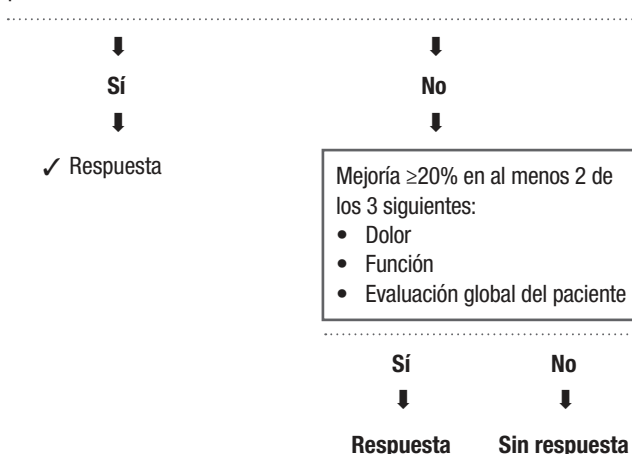 Sí No
✓ Respuesta
Mejoría ≥20% en al menos 2 de
los 3 siguientes:
• Dolor
• Función
• Evaluación global del paciente
Sí No
Respuesta Sin respuesta